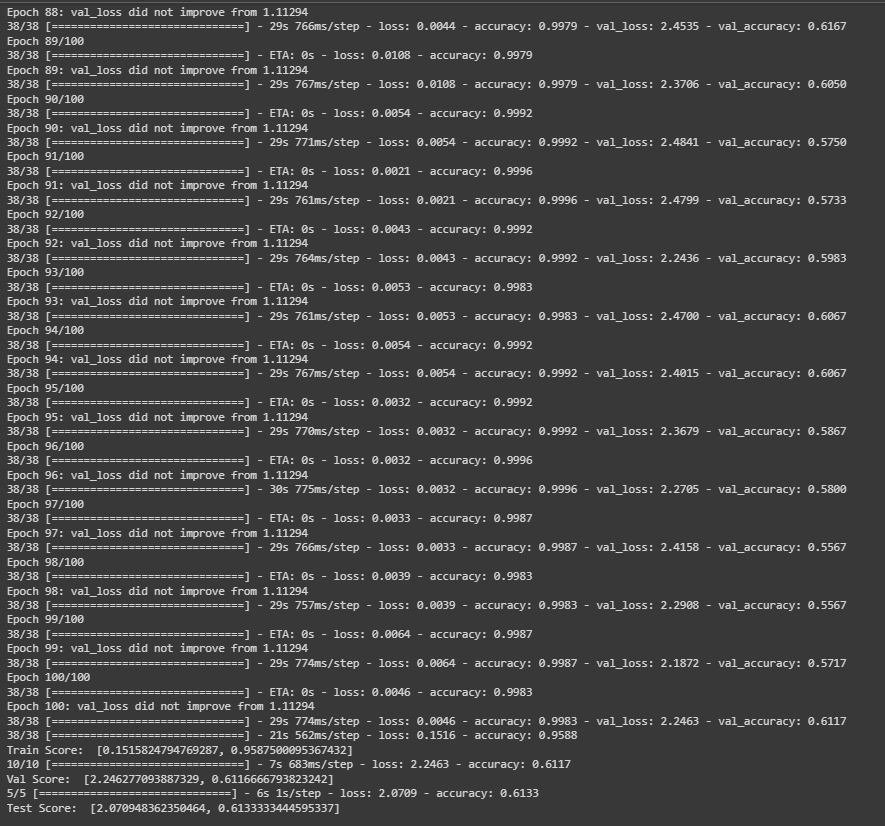 Epoch 88: val_loss did not improve from 1.11294
38/38 [==============================] - 29s 766ms/step - loss: 0.0044 - accuracy: 0.9979 - val_loss: 2.4535 - val_accuracy: 0.6167
Epoch 89/100
38/38 [==============================] - ETA: 0s - loss: 0.0108 - accuracy: 0.9979
Epoch 89: val_loss did not improve from 1.11294
38/38 [==============================] - 29s 767ms/step - loss: 0.0108 - accuracy: 0.9979 - val_loss: 2.3706 - val_accuracy: 0.6050
Epoch 90/100
38/38 [==============================] - ETA: 0s - loss: 0.0054 - accuracy: 0.9992
Epoch 90: val_loss did not improve from 1.11294
38/38 [==============================] - 29s 771ms/step - loss: 0.0054 - accuracy: 0.9992 - val_loss: 2.4841 - val_accuracy: 0.5750
Epoch 91/100
38/38 [==============================] - ETA: 0s - loss: 0.0021 - accuracy: 0.9996
Epoch 91: val_loss did not improve from 1.11294
38/38 [==============================] - 29s 761ms/step - loss: 0.0021 - accuracy: 0.9996 - val_loss: 2.4799 - val_accuracy: 0.5733
Epoch 92/100
38/38 [==============================] - ETA: 0s - loss: 0.0043 - accuracy: 0.9992
Epoch 92: val_loss did not improve from 1.11294
38/38 [==============================] - 29s 764ms/step - loss: 0.0043 - accuracy: 0.9992 - val_loss: 2.2436 - val_accuracy: 0.5983
Epoch 93/100
38/38 [==============================] - ETA: 0s - loss: 0.0053 - accuracy: 0.9983
Epoch 93: val_loss did not improve from 1.11294
38/38 [==============================] - 29s 761ms/step - loss: 0.0053 - accuracy: 0.9983 - val_loss: 2.4700 - val_accuracy: 0.6067
Epoch 94/100
38/38 [==============================] - ETA: 0s - loss: 0.0054 - accuracy: 0.9992
Epoch 94: val_loss did not improve from 1.11294
38/38 [==============================] - 29s 767ms/step - loss: 0.0054 - accuracy: 0.9992 - val_loss: 2.4015 - val_accuracy: 0.6067
Epoch 95/100
38/38 [==============================] - ETA: 0s - loss: 0.0032 - accuracy: 0.9992
Epoch 95: val_loss did not improve from 1.11294
38/38 [==============================] - 29s 770ms/step - loss: 0.0032 - accuracy: 0.9992 - val_loss: 2.3679 - val_accuracy: 0.5867
Epoch 96/100
38/38 [==============================] - ETA: 0s - loss: 0.0032 - accuracy: 0.9996
Epoch 96: val_loss did not improve from 1.11294
38/38 [==============================] - 30s 775ms/step - loss: 0.0032 - accuracy: 0.9996 - val_loss: 2.2705 - val_accuracy: 0.5800
Epoch 97/100
38/38 [==============================] - ETA: 0s - loss: 0.0033 - accuracy: 0.9987
Epoch 97: val_loss did not improve from 1.11294
38/38 [==============================] - 29s 766ms/step - loss: 0.0033 - accuracy: 0.9987 - val_loss: 2.4158 - val_accuracy: 0.5567
Epoch 98/100
38/38 [==============================] - ETA: 0s - loss: 0.0039 - accuracy: 0.9983
Epoch 98: val_loss did not improve from 1.11294
38/38 [==============================] - 29s 757ms/step - loss: 0.0039 - accuracy: 0.9983 - val_loss: 2.2908 - val_accuracy: 0.5567
Epoch 99/100
38/38 [==============================] - ETA: 0s - loss: 0.0064 - accuracy: 0.9987
Epoch 99: val_loss did not improve from 1.11294
38/38 [==============================] - 29s 774ms/step - loss: 0.0064 - accuracy: 0.9987 - val_loss: 2.1872 - val_accuracy: 0.5717
Epoch 100/100
38/38 [==============================] - ETA: 0s - loss: 0.0046 - accuracy: 0.9983
Epoch 100: val_loss did not improve from 1.11294
38/38 [==============================] - 29s 774ms/step - loss: 0.0046 - accuracy: 0.9983 - val_loss: 2.2463 - val_accuracy: 0.6117
38/38 [==============================] - 21s 562ms/step - loss: 0.1516 - accuracy: 0.9588
Train Score:  [0.1515824794769287, 0.9587500095367432]
10/10 [==============================] - 7s 683ms/step - loss: 2.2463 - accuracy: 0.6117
Val Score:  [2.246277093887329, 0.6116666793823242]
5/5 [==============================] - 6s 1s/step - loss: 2.0709 - accuracy: 0.6133
Test Score:  [2.070948362350464, 0.6133333444595337]